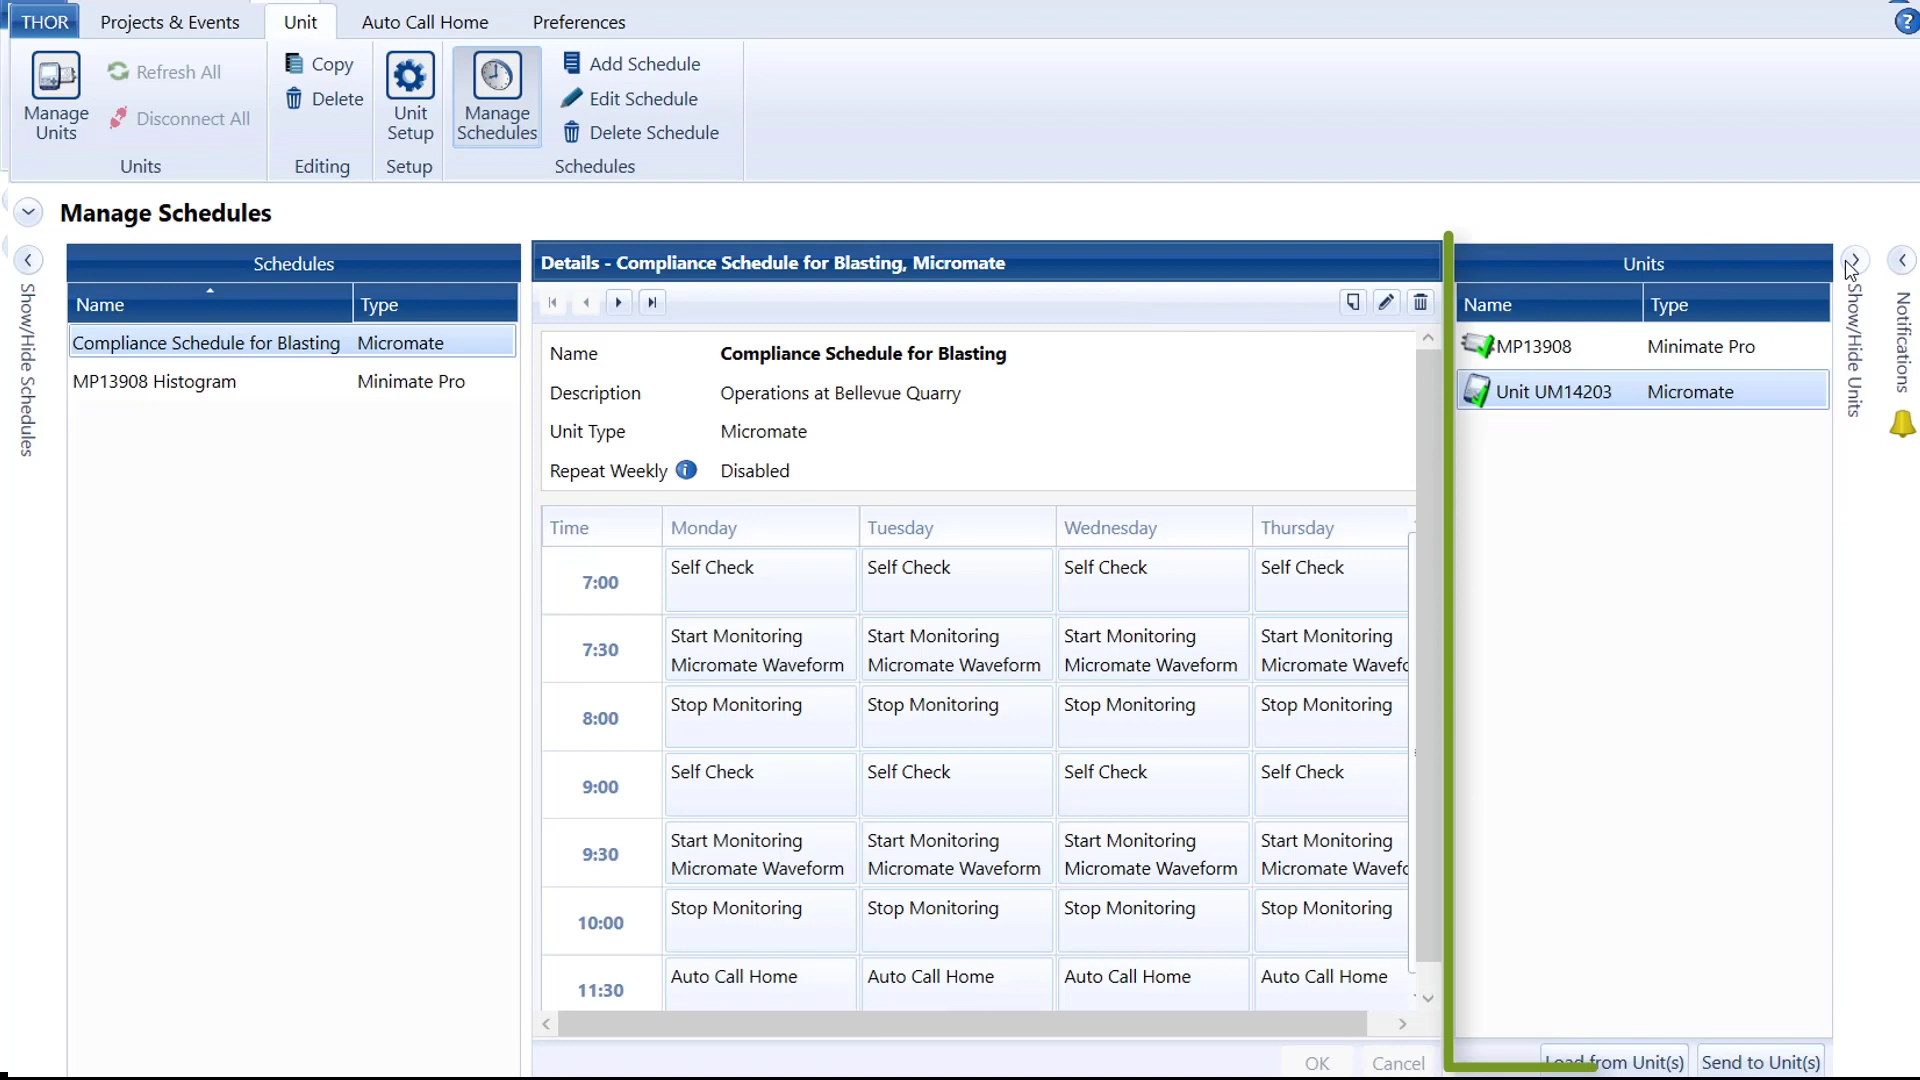 THOR Projects & Events Unit Auto Call Home Preferences
Manage Units
Refresh All
Disconnect All
Units
Copy
Delete
Editing
Unit Setup
Setup
Manage Schedules
Add Schedule
Edit Schedule
Delete Schedule
Schedules
Manage Schedules
Show/Hide Schedules
Schedules
Name Type
Compliance Schedule for Blasting Micromate
MP13908 Histogram Minimate Pro
Details - Compliance Schedule for Blasting, Micromate
Name Compliance Schedule for Blasting
Description Operations at Bellevue Quarry
Unit Type Micromate
Repeat Weekly Disabled
Time Monday Tuesday Wednesday Thursday
7:00 Self Check Self Check Self Check Self Check
7:30 Start Monitoring Start Monitoring Start Monitoring Start Monitoring
Micromate Waveform Micromate Waveform Micromate Waveform Micromate Wavefo
8:00 Stop Monitoring Stop Monitoring Stop Monitoring Stop Monitoring
9:00 Self Check Self Check Self Check Self Check
9:30 Start Monitoring Start Monitoring Start Monitoring Start Monitoring
Micromate Waveform Micromate Waveform Micromate Waveform Micromate Wavefo
10:00 Stop Monitoring Stop Monitoring Stop Monitoring Stop Monitoring
11:30 Auto Call Home Auto Call Home Auto Call Home Auto Call Home
OK Cancel
Units
Name Type
MP13908 Minimate Pro
Unit UM14203 Micromate
Load from Unit(s) Send to Unit(s)
Show/Hide Units
Notifications